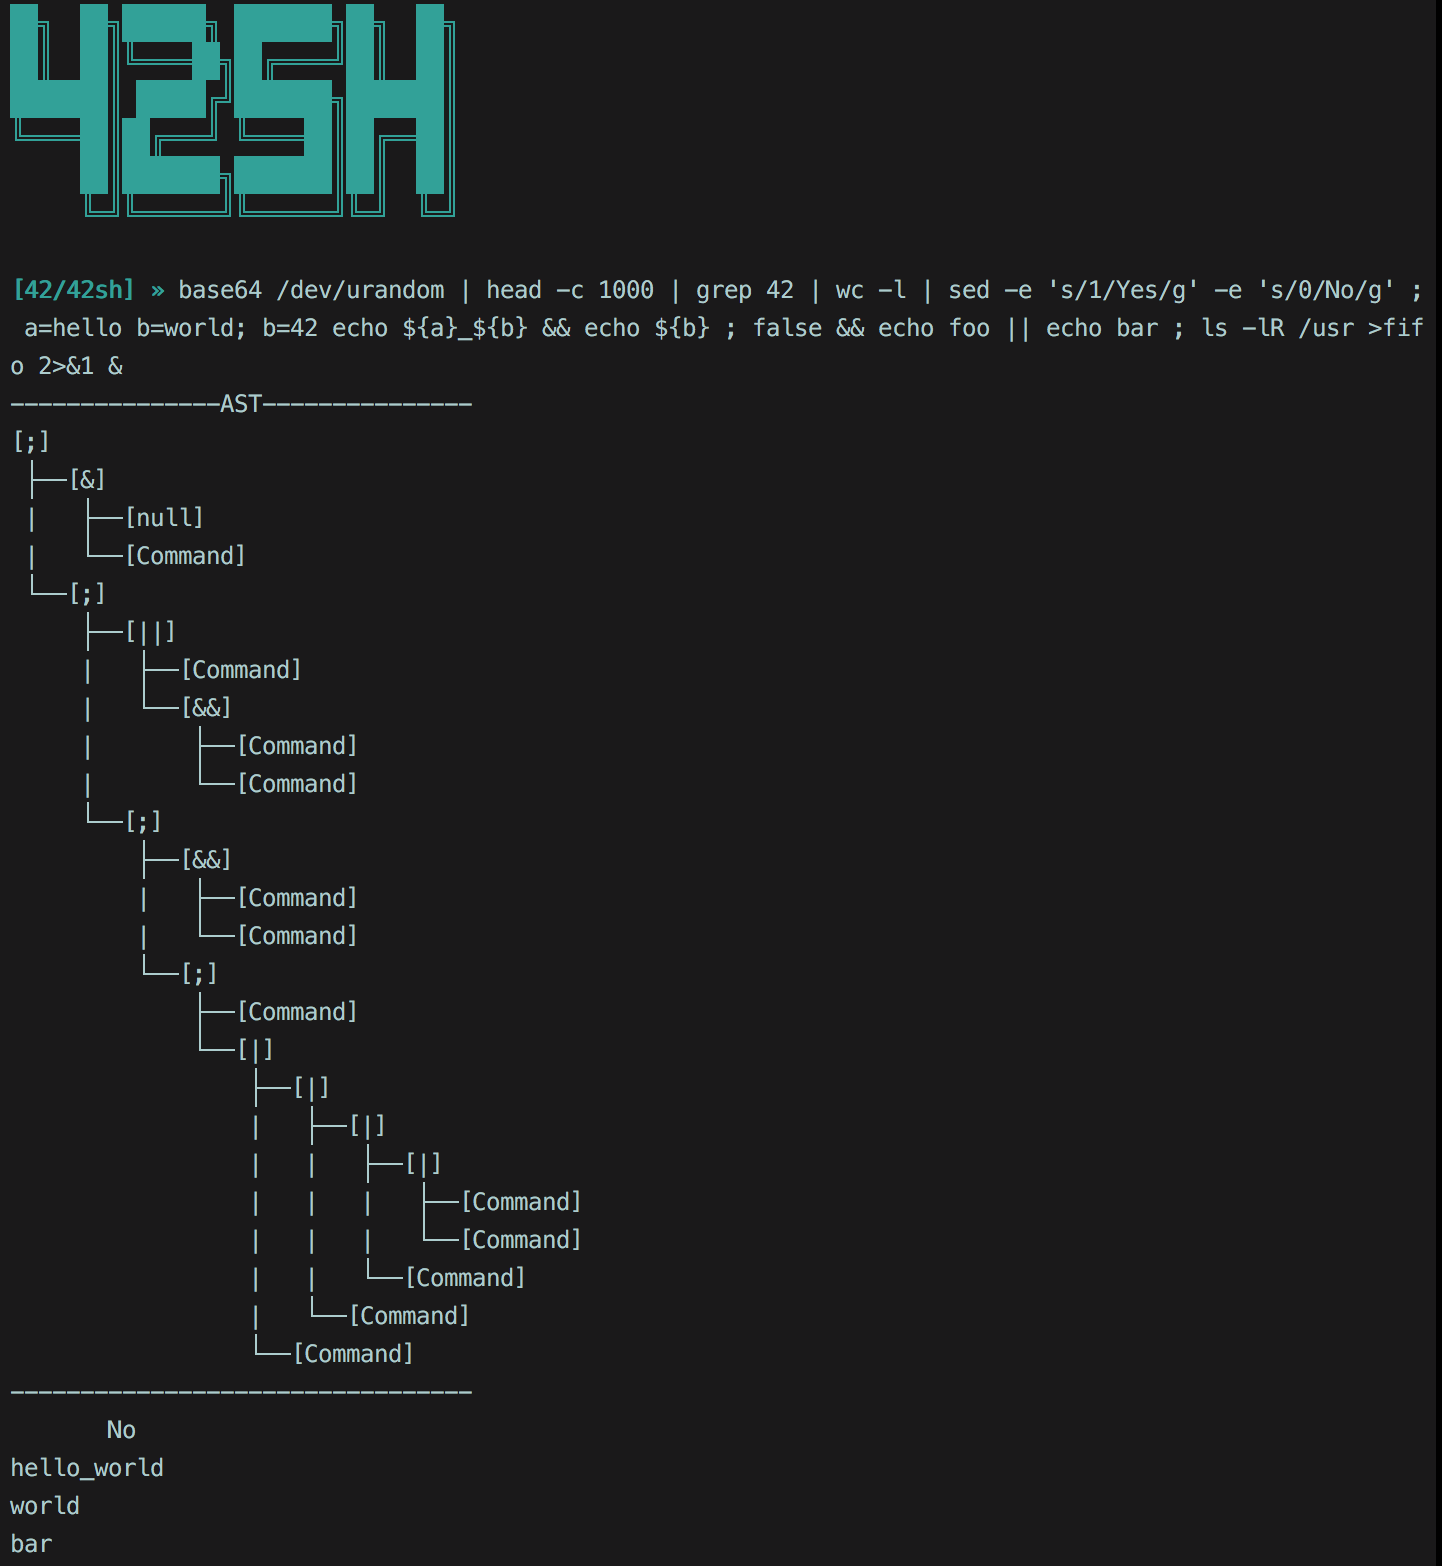 42SH
[42/42sh] » base64 /dev/urandom | head -c 1000 | grep 42 | wc -l | sed -e 's/1/Yes/g' -e 's/0/No/g' ;
 a=hello b=world; b=42 echo ${a}_${b} && echo ${b} ; false && echo foo || echo bar ; ls -lR /usr >fif
o 2>&1 &
---------------AST---------------
[;]
 ├──[&]
 |   ├──[null]
 |   └──[Command]
 └──[;]
     ├──[||]
     |   ├──[Command]
     |   └──[&&]
     |       ├──[Command]
     |       └──[Command]
     └──[;]
         ├──[&&]
         |   ├──[Command]
         |   └──[Command]
         └──[;]
             ├──[Command]
             └──[|]
                 ├──[|]
                 |   ├──[|]
                 |   |   ├──[|]
                 |   |   |   ├──[Command]
                 |   |   |   └──[Command]
                 |   |   └──[Command]
                 |   └──[Command]
                 └──[Command]
---------------------------------
       No
hello_world
world
bar